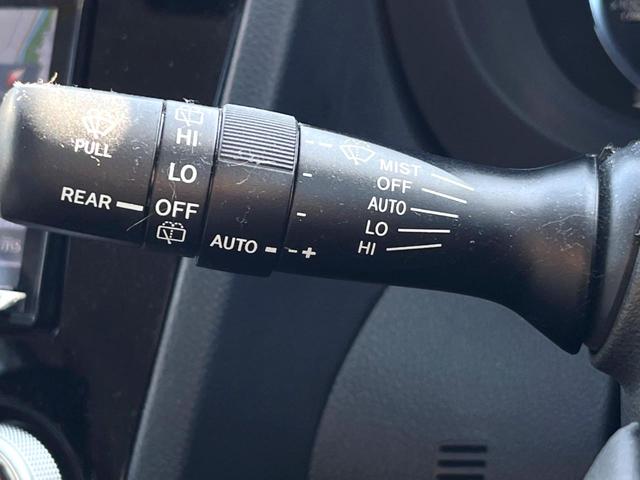 PULL
REAR
HI
LO
OFF
AUTO
- +
MIST
OFF
AUTO
LO
HI